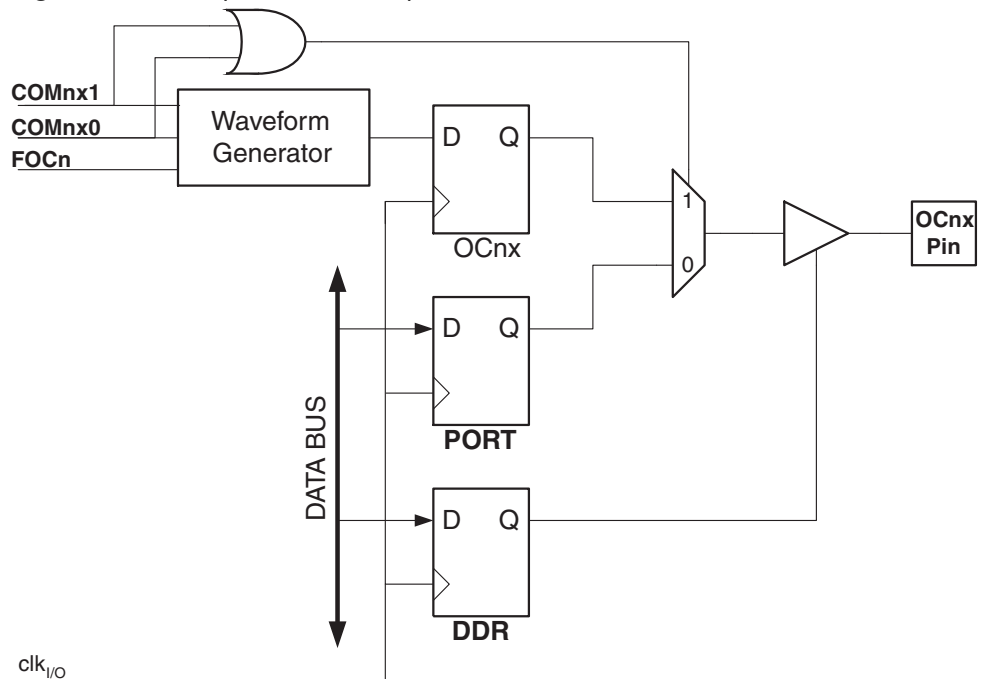 COMnx1
COMnx0
FOCn
Waveform
Generator
D Q
OCnx
1
0
OCnx
Pin
D Q
PORT
DATA BUS
D Q
DDR
clkI/O